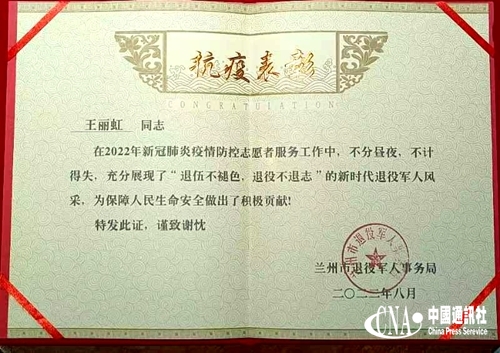 抗疫表彰
CONGRATULATION
王丽虹 同志
在2022年新冠肺炎疫情防控志愿者服务工作中，不分昼夜，不计
得失，充分展现了“退伍不褪色，退役不退志”的新时代退役军人风
采，为保障人民生命安全做出了积极贡献！
特发此证，谨致谢忱
兰州市退役军人事务局
二〇二二年八月
CNA 中國通訊社
China Press Serevice